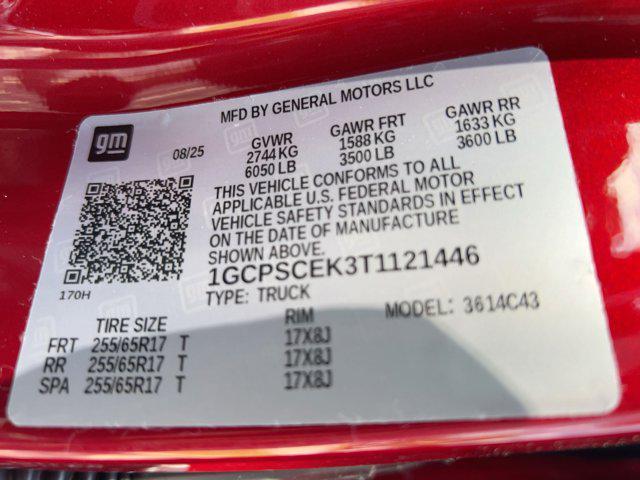 MFD BY GENERAL MOTORS LLC
gm
08/25
GVWR GAWR FRT GAWR RR
2744 KG 1588 KG 1633 KG
6050 LB 3500 LB 3600 LB
THIS VEHICLE CONFORMS TO ALL
APPLICABLE U.S. FEDERAL MOTOR
VEHICLE SAFETY STANDARDS IN EFFECT
ON THE DATE OF MANUFACTURE
SHOWN ABOVE.
1GCPSCEK3T1121446
170H
TYPE: TRUCK MODEL: 3614C43
TIRE SIZE RIM
FRT 255/65R17 T 17X8J
RR 255/65R17 T 17X8J
SPA 255/65R17 T 17X8J